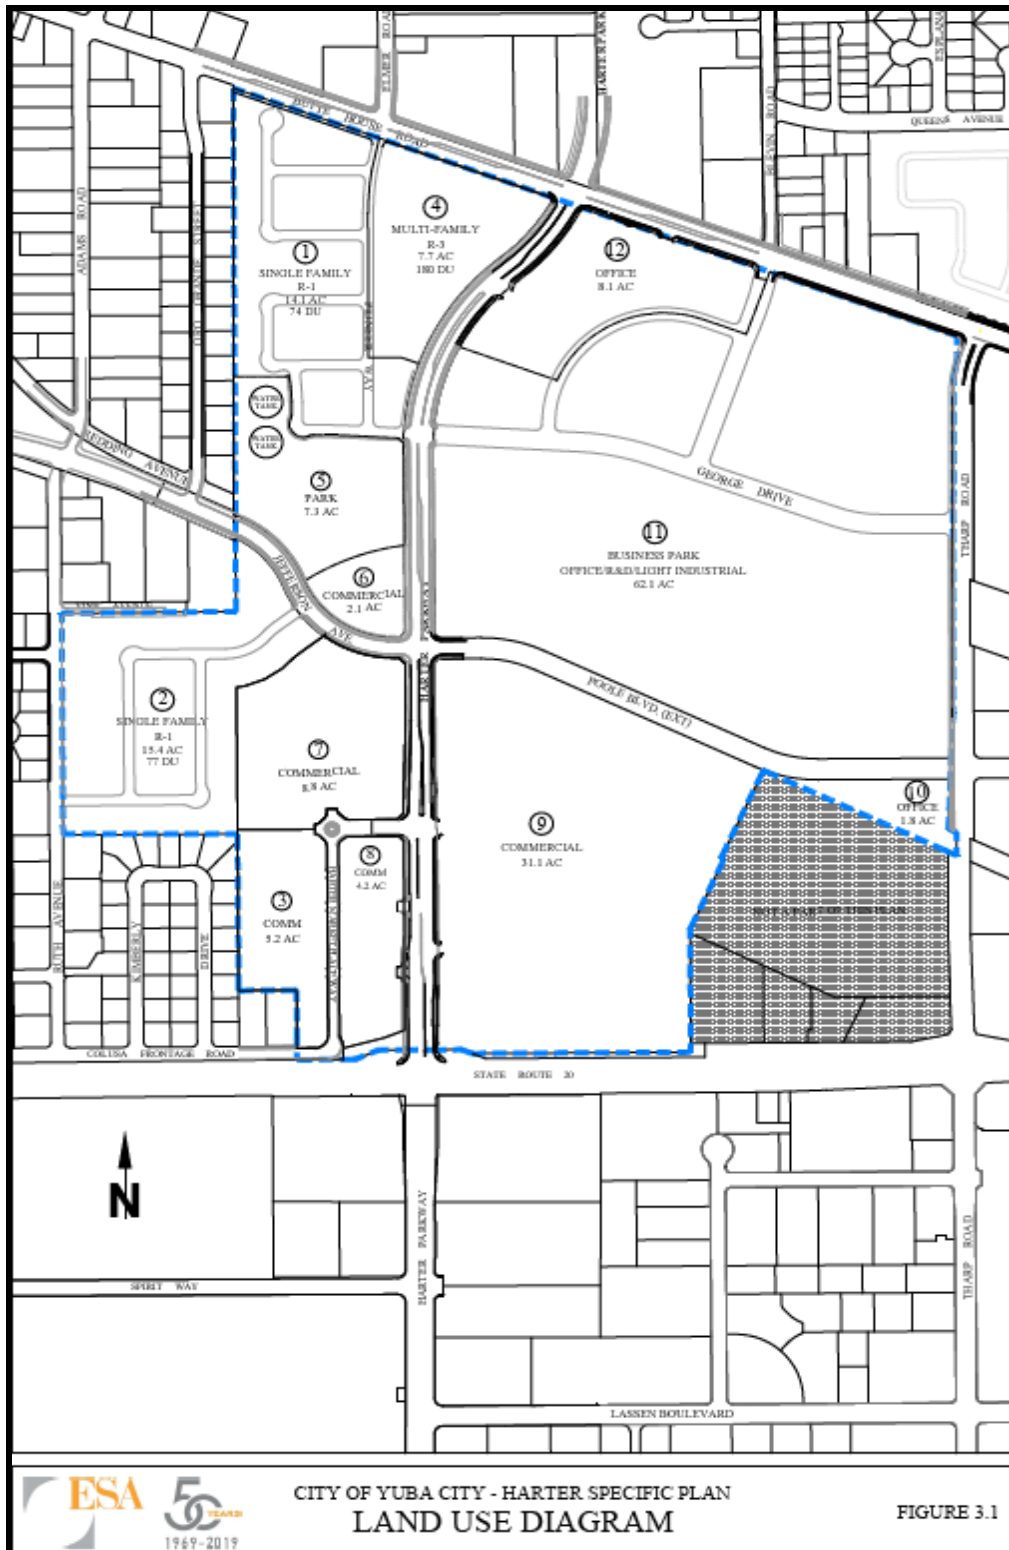 ELMER ROAD
HARTER PARK
BUTTE HOUSE ROAD
BLEVIN ROAD
QUEENS AVENUE
ADAMS ROAD
4
MULTI-FAMILY
R-3
7.7 AC
180 DU
1
SINGLE FAMILY
R-1
14.1 AC
74 DU
12
OFFICE
8.1 AC
WAY
WATER
TANK
WATER
TANK
REDDING AVENUE
5
PARK
7.3 AC
GEORGE DRIVE
THARP ROAD
11
BUSINESS PARK
OFFICE/R&D/LIGHT INDUSTRIAL
62.1 AC
6
COMMERCIAL
2.1 AC
JEFFERSON AVE
HARTER PARKWAY
POOLE BLVD. (EXT)
2
SINGLE FAMILY
R-1
15.4 AC
77 DU
7
COMMERCIAL
8.8 AC
10
OFFICE
1.8 AC
9
COMMERCIAL
31.1 AC
8
COMM
4.2 AC
3
COMM
5.2 AC
NOT A PART OF THIS PLAN
RUTH AVENUE
KIMBERLY
DRIVE
COLUSA FRONTAGE ROAD
STATE ROUTE 20
N
HARTER PARKWAY
THARP ROAD
SPIRIT WAY
LASSEN BOULEVARD
ESA
50
YEARS
1969-2019
CITY OF YUBA CITY - HARTER SPECIFIC PLAN
LAND USE DIAGRAM
FIGURE 3.1